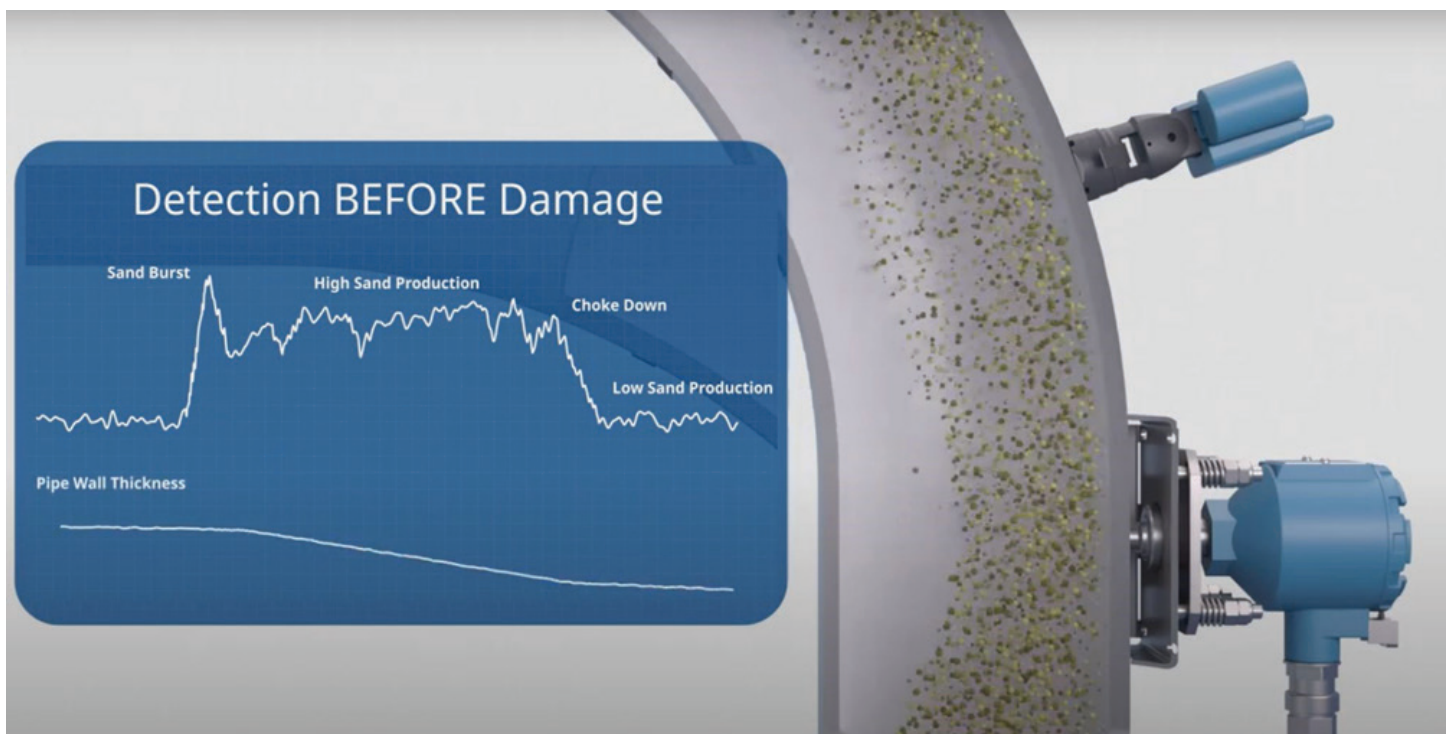 Detection BEFORE Damage
Sand Burst
High Sand Production
Choke Down
Low Sand Production
Pipe Wall Thickness